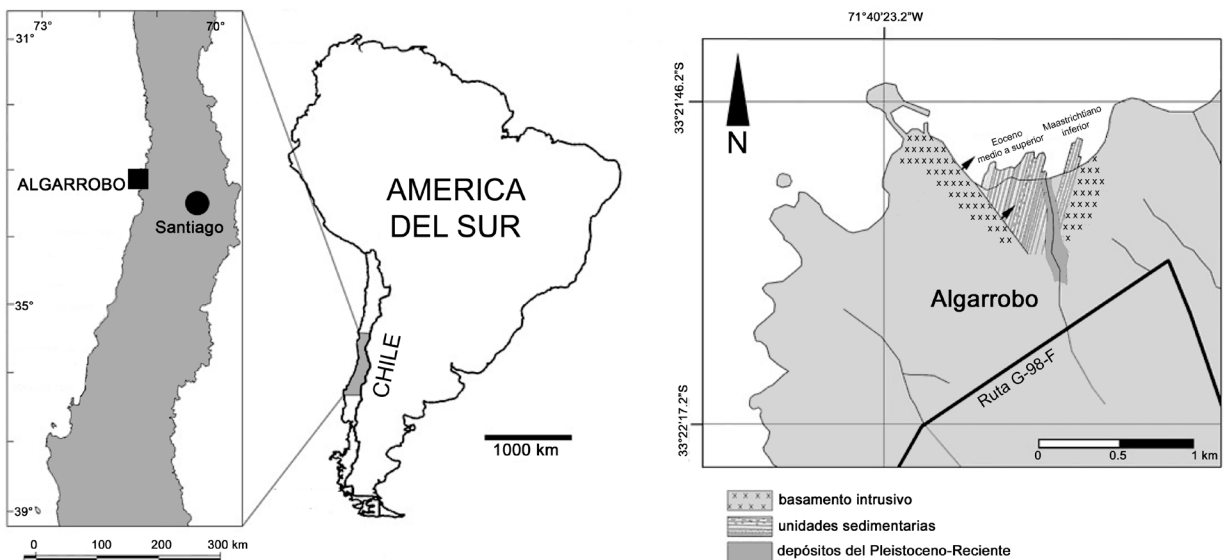 73°
70°
31°
ALGARROBO
Santiago
35°
39°
0 100 200 300 km
AMERICA
DEL SUR
CHILE
1000 km
71°40'23.2"W
33°21'46.2"S
33°22'17.2"S
N
Eoceno
medio a superior
Maastrichtiano
inferior
Algarrobo
Ruta G-98-F
0 0.5 1 km
x x x x basamento intrusivo
unidades sedimentarias
depósitos del Pleistoceno-Reciente